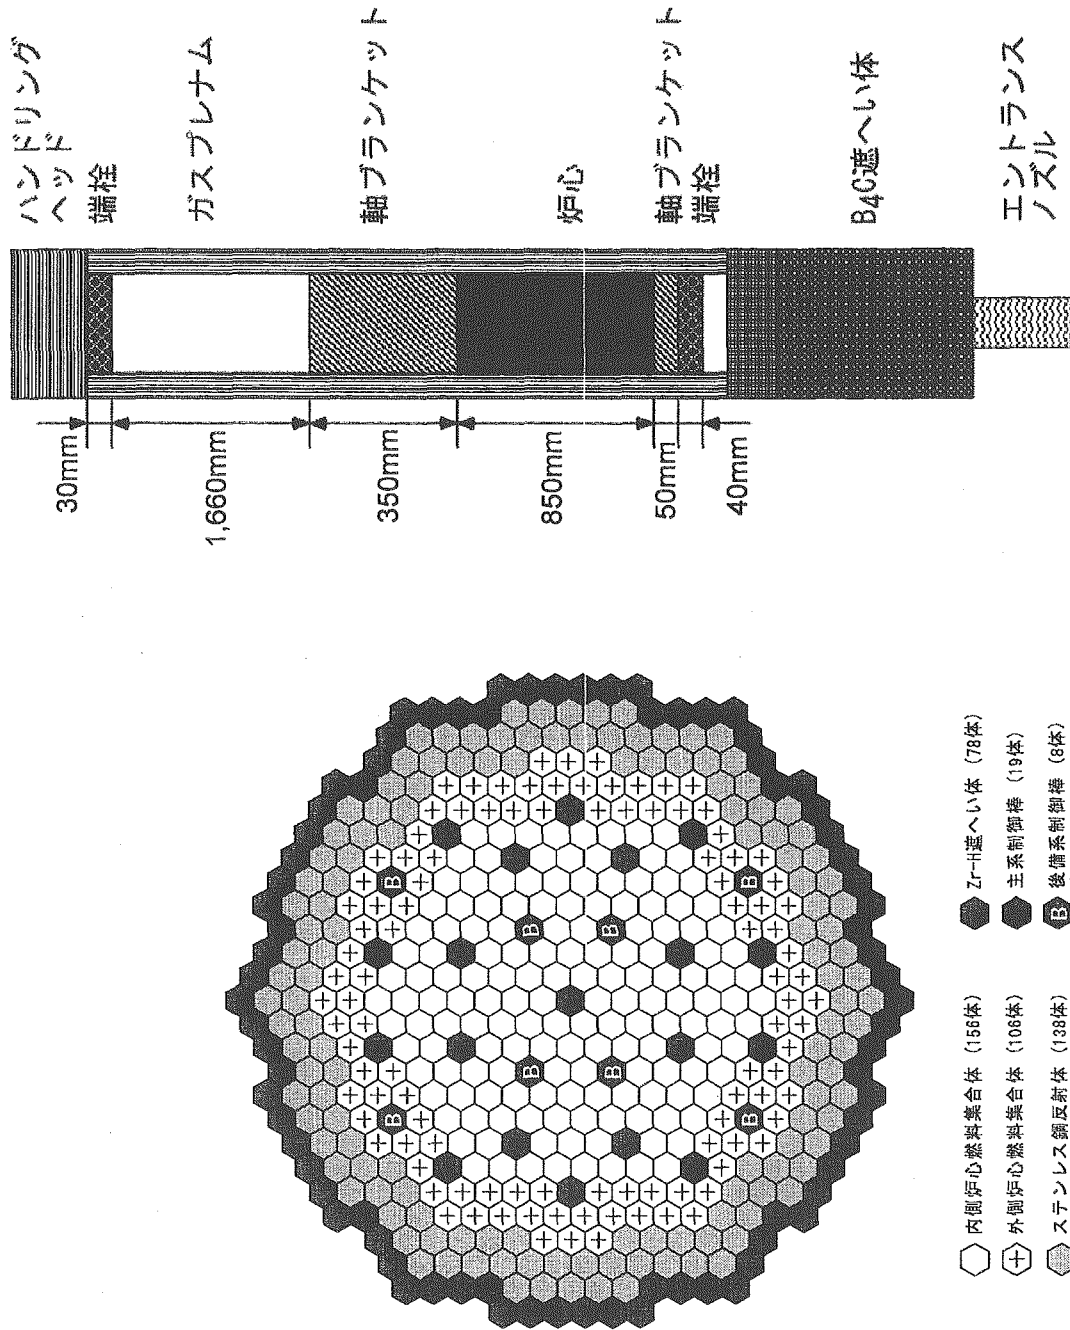 ハンドリング
ヘッド
端栓
ガスプレナム
軸ブランケット
炉心
軸ブランケット
端栓
B4C遮へい体
エントランス
ノズル
30mm
1,660mm
350mm
850mm
50mm
40mm
B
B
B
B
B
B
B
B
内側炉心燃料集合体 (156体)
外側炉心燃料集合体 (106体)
ステンレス鋼反射体 (138体)
Zr-H遮へい体 (78体)
主系制御棒 (19体)
B 後備系制御棒 (8体)